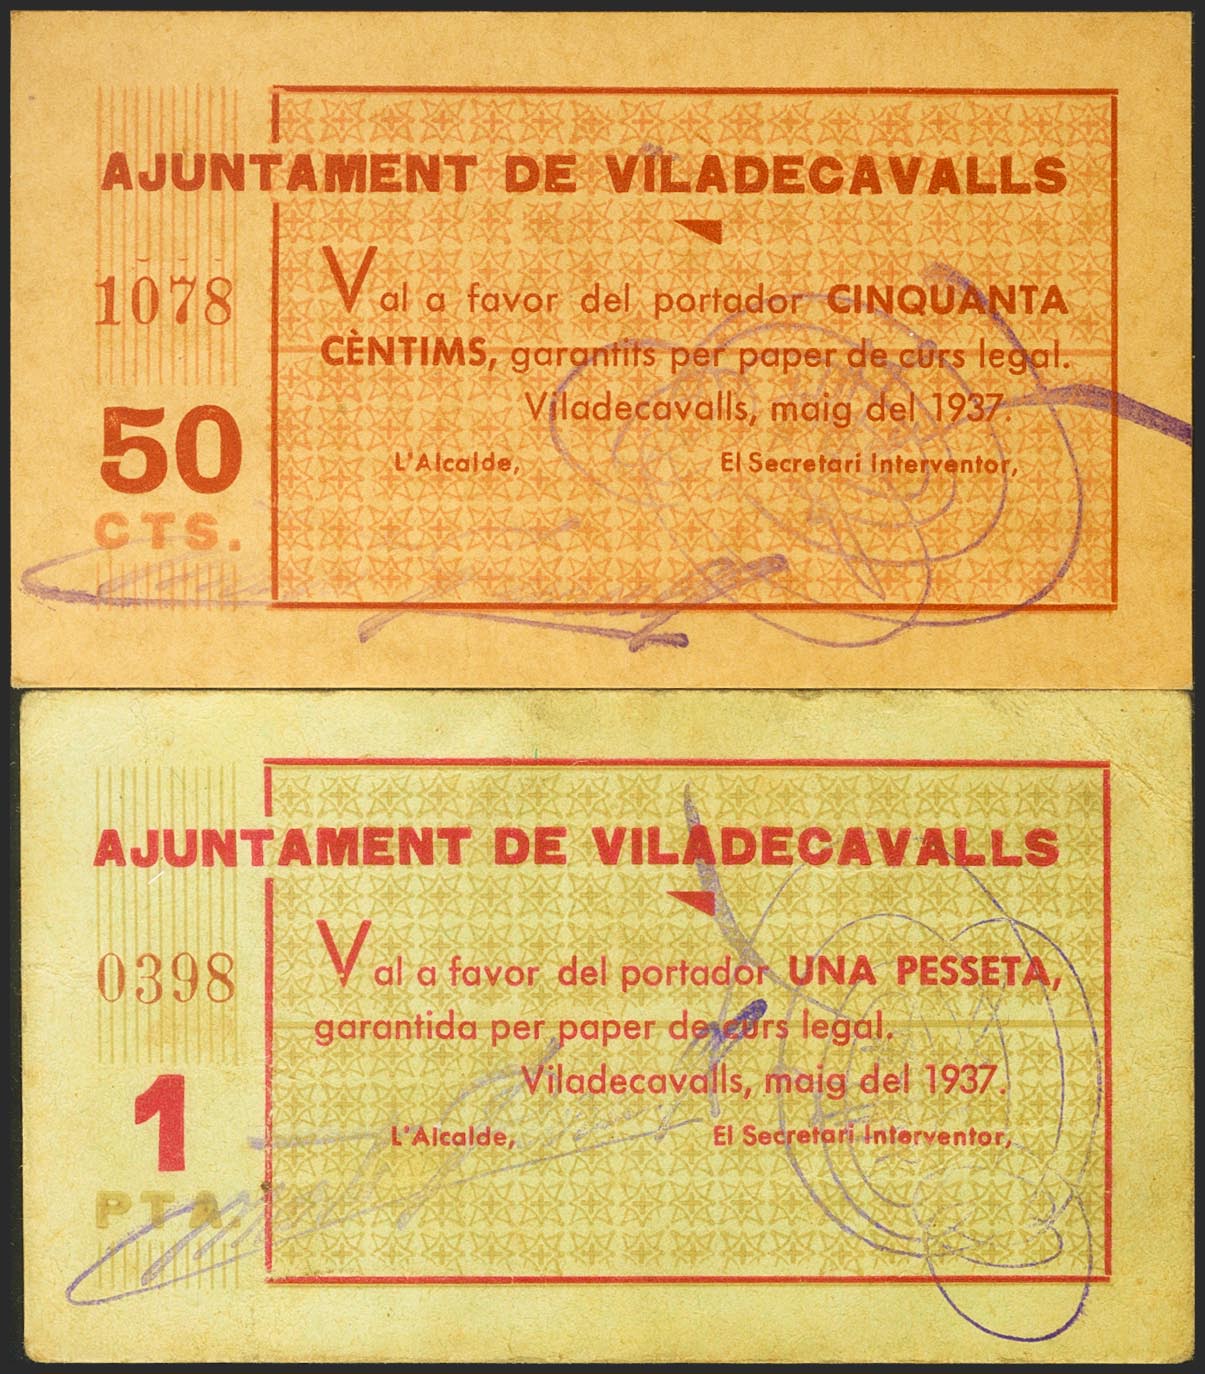 AJUNTAMENT DE VILADECAVALLS
1078
Val a favor del portador CINQUANTA
CÈNTIMS, garantits per paper de curs legal.
Viladecavalls, maig del 1937.
50
CTS.
L'Alcalde,
El Secretari Interventor,
AJUNTAMENT DE VILADECAVALLS
0398
Val a favor del portador UNA PESSETA,
garantida per paper de curs legal.
Viladecavalls, maig del 1937.
1
PTA.
L'Alcalde,
El Secretari Interventor,